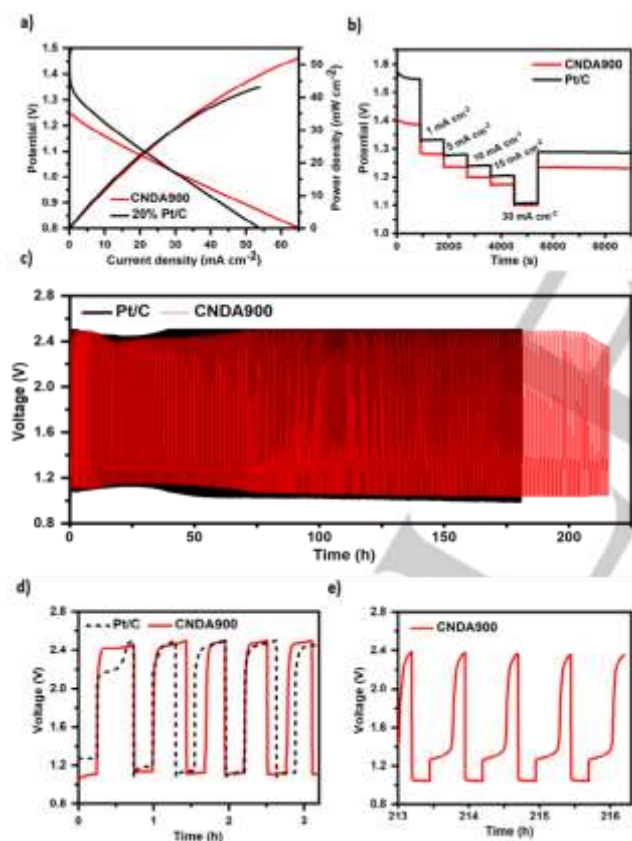 a)
1.5
1.4
1.3
1.2
1.1
1.0
0.9
0.8
Potential (V)
50
40
30
20
10
0
Power density (mW cm-2)
CNDA900
20% Pt/C
0 10 20 30 40 50 60
Current density (mA cm-2)
b)
1.8
1.6
1.4
1.3
1.2
1.1
1.0
Potential (V)
CNDA900
Pt/C
1 mA cm-2
5 mA cm-2
10 mA cm-2
15 mA cm-2
30 mA cm-2
0 2000 4000 6000 8000
Time (s)
c)
2.8
2.4
2.0
1.6
1.2
0.8
Voltage (V)
Pt/C CNDA900
0 50 100 150 200
Time (h)
d)
2.8
2.4
2.0
1.6
1.2
0.8
Voltage (V)
Pt/C CNDA900
0 1 2 3
Time (h)
e)
2.8
2.4
2.0
1.6
1.2
0.8
Voltage (V)
CNDA900
213 214 215 216
Time (h)